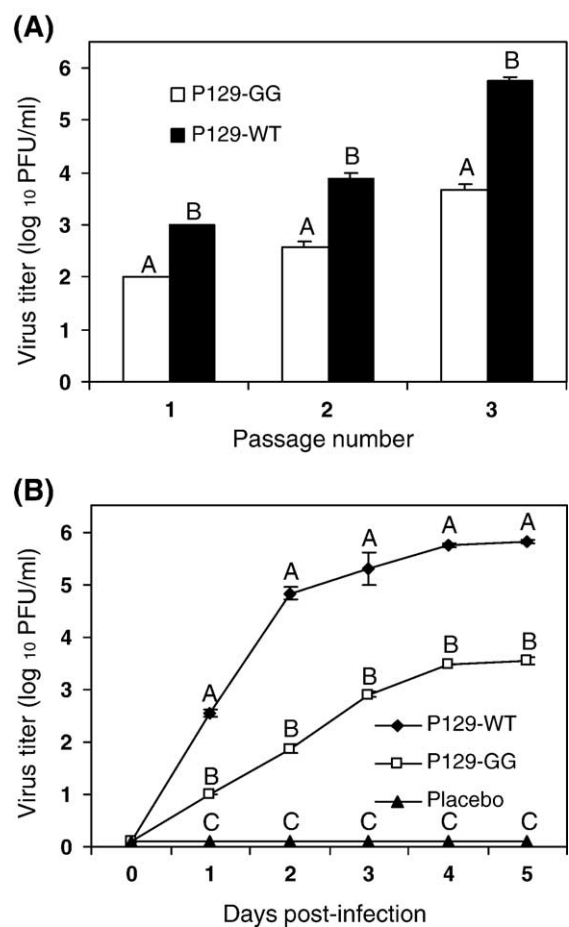 (A)
Virus titer (log 10 PFU/ml)
6
5
4
3
2
1
0
P129-GG
P129-WT
A
B
A
B
A
B
1 2 3
Passage number
(B)
Virus titer (log 10 PFU/ml)
6
5
4
3
2
1
0
A A A A A
B B B B B
P129-WT
P129-GG
Placebo
C C C C C
0 1 2 3 4 5
Days post-infection